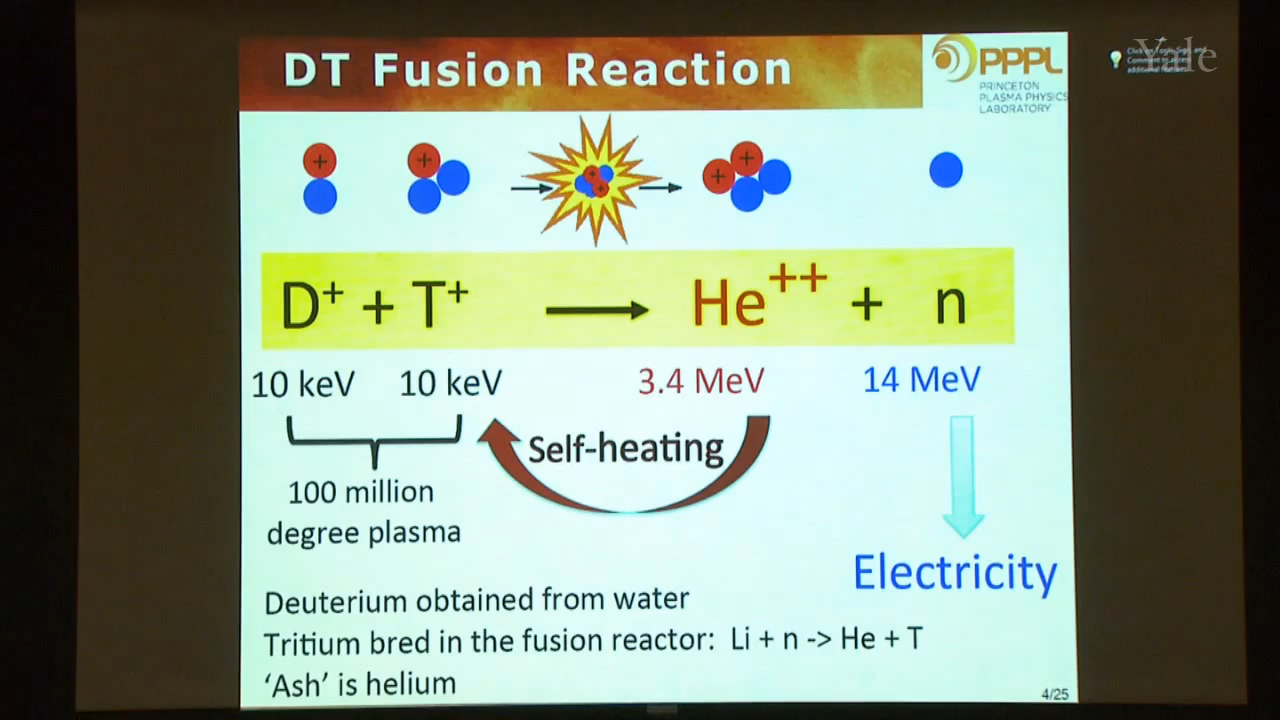 DT Fusion Reaction
PPPL
PRINCETON
PLASMA PHYSICS
LABORATORY
Yale
+ + + + + +
D⁺ + T⁺ → He⁺⁺ + n
10 keV 10 keV 3.4 MeV 14 MeV
Self-heating
100 million
degree plasma
Electricity
Deuterium obtained from water
Tritium bred in the fusion reactor: Li + n -> He + T
‘Ash’ is helium
4/25